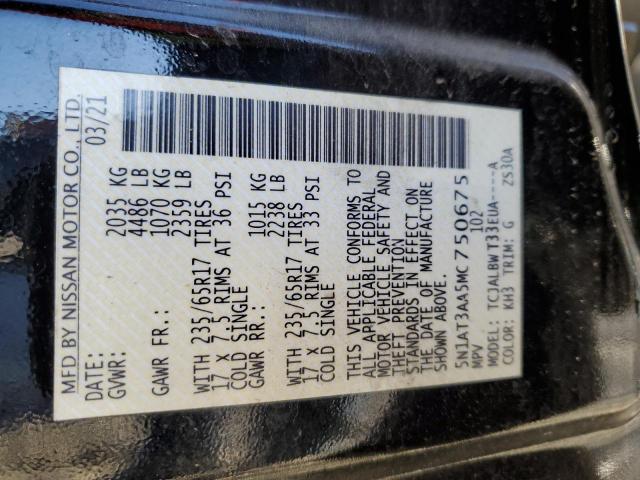 MFD BY NISSAN MOTOR CO., LTD.
DATE: 03/21
GVWR: 2035 KG
4486 LB
GAWR FR.: 1070 KG
2359 LB
WITH 235/65R17 TIRES
17 X 7.5 RIMS AT 36 PSI
COLD SINGLE
GAWR RR.: 1015 KG
2238 LB
WITH 235/65R17 TIRES
17 X 7.5 RIMS AT 33 PSI
COLD SINGLE
THIS VEHICLE CONFORMS TO
ALL APPLICABLE FEDERAL
MOTOR VEHICLE SAFETY AND
THEFT PREVENTION
STANDARDS IN EFFECT ON
THE DATE OF MANUFACTURE
SHOWN ABOVE.
5N1AT3AA5MC750675
MPV 102
MODEL: TCJALBWT33EUA----A
COLOR: KH3 TRIM: G ZS30A